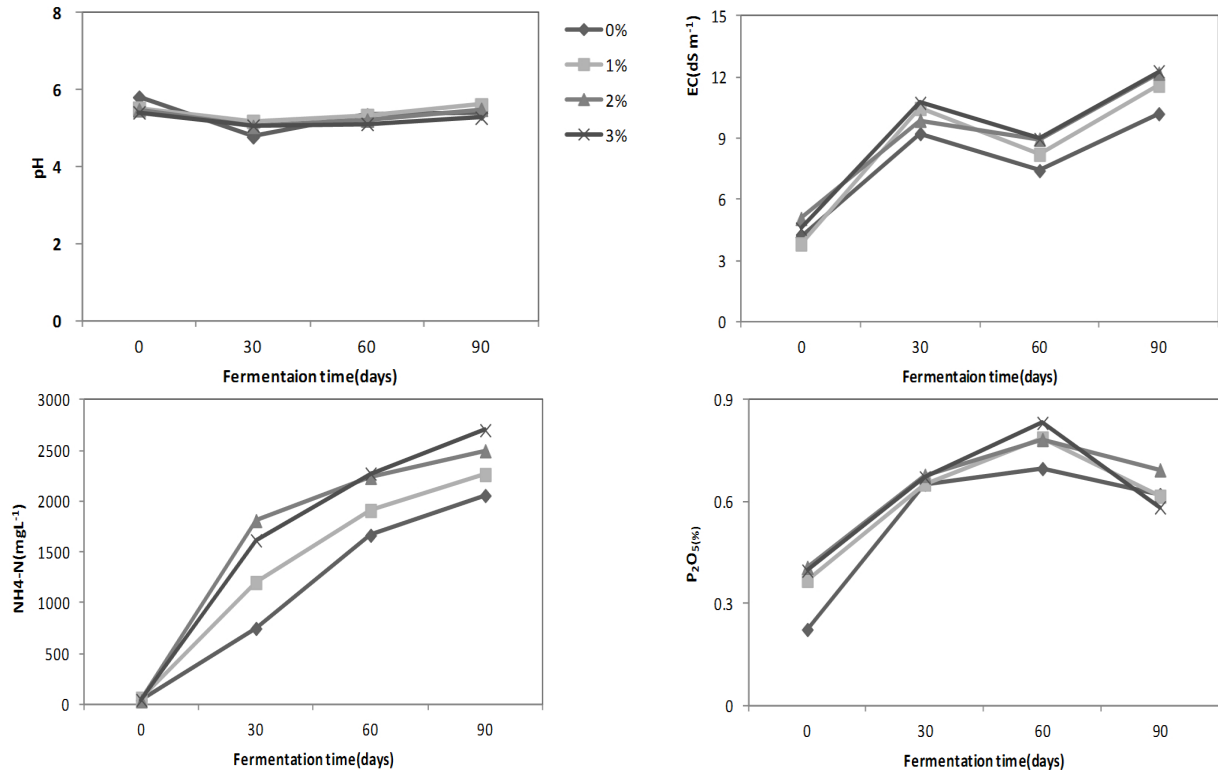 8
6
4
2
0
pH
0 30 60 90
Fermentaion time(days)
0%
1%
2%
3%
15
12
9
6
3
0
EC(dS m⁻¹)
0 30 60 90
Fermentaion time(days)
3000
2500
2000
1500
1000
500
0
NH4-N(mgL⁻¹)
0 30 60 90
Fermentation time(days)
0.9
0.6
0.3
0
P₂O₅(%)
0 30 60 90
Fermentation time(days)